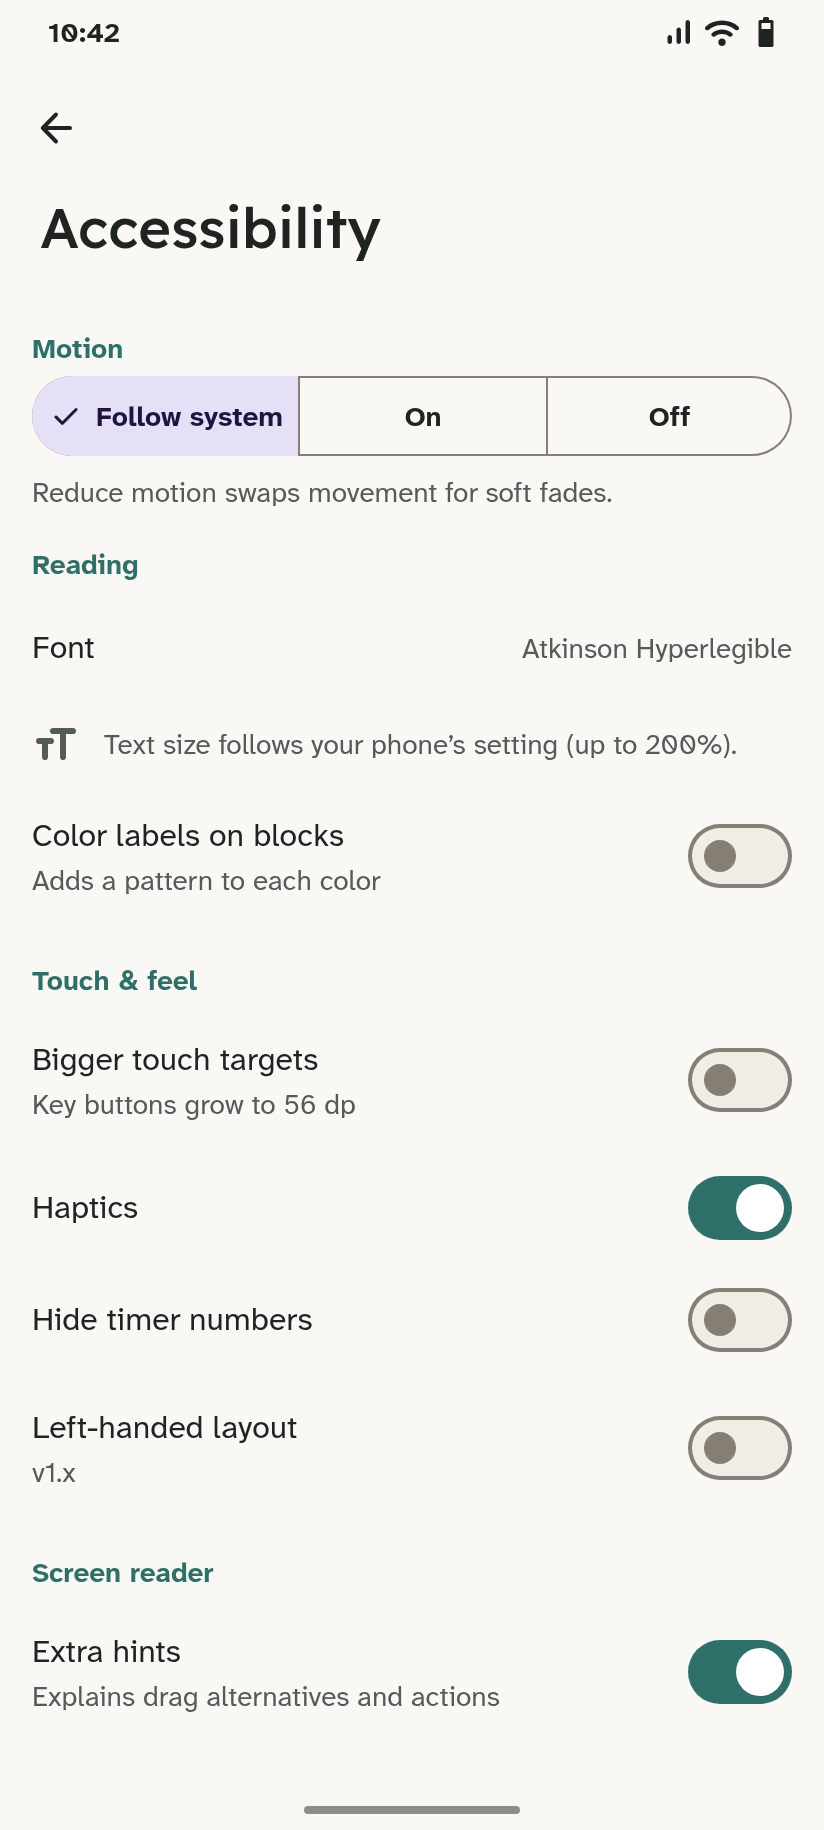 10:42
Accessibility
Motion
Follow system
On
Off
Reduce motion swaps movement for soft fades.
Reading
Font
Atkinson Hyperlegible
Text size follows your phone’s setting (up to 200%).
Color labels on blocks
Adds a pattern to each color
Touch & feel
Bigger touch targets
Key buttons grow to 56 dp
Haptics
Hide timer numbers
Left-handed layout
v1.x
Screen reader
Extra hints
Explains drag alternatives and actions